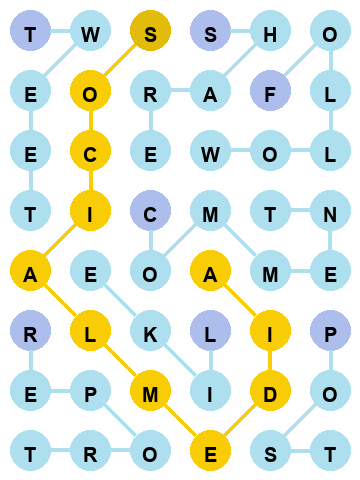 T W S S H O
E O R A F L
E C E W O L
T I C M T N
A E O A M E
R L K L I P
E P M I D O
T R O E S T